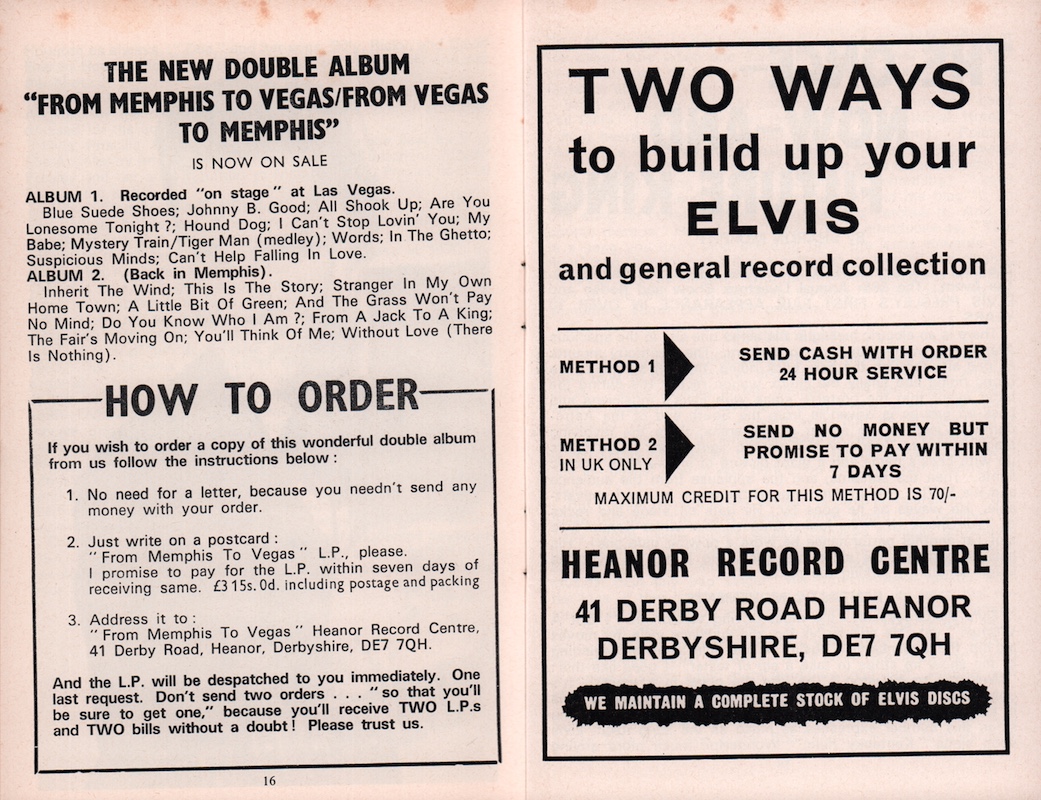 THE NEW DOUBLE ALBUM
“FROM MEMPHIS TO VEGAS/FROM VEGAS
TO MEMPHIS”
IS NOW ON SALE
ALBUM 1. Recorded "on stage" at Las Vegas.
Blue Suede Shoes; Johnny B. Good; All Shook Up; Are You
Lonesome Tonight ?; Hound Dog; I Can't Stop Lovin' You; My
Babe; Mystery Train/Tiger Man (medley); Words; In The Ghetto;
Suspicious Minds; Can't Help Falling In Love.
ALBUM 2. (Back in Memphis).
Inherit The Wind; This Is The Story; Stranger In My Own
Home Town; A Little Bit Of Green; And The Grass Won't Pay
No Mind; Do You Know Who I Am ?; From A Jack To A King;
The Fair's Moving On; You'll Think Of Me; Without Love (There
Is Nothing).
HOW TO ORDER
If you wish to order a copy of this wonderful double album
from us follow the instructions below :
1. No need for a letter, because you needn't send any
money with your order.
2. Just write on a postcard :
"From Memphis To Vegas" L.P., please.
I promise to pay for the L.P. within seven days of
receiving same. £3 15s. 0d. including postage and packing
3. Address it to :
"From Memphis To Vegas" Heanor Record Centre,
41 Derby Road, Heanor, Derbyshire, DE7 7QH.
And the L.P. will be despatched to you immediately. One
last request. Don't send two orders . . . "so that you'll
be sure to get one," because you'll receive TWO L.P.s
and TWO bills without a doubt ! Please trust us.
16
TWO WAYS
to build up your
ELVIS
and general record collection
METHOD 1
SEND CASH WITH ORDER
24 HOUR SERVICE
METHOD 2
IN UK ONLY
SEND NO MONEY BUT
PROMISE TO PAY WITHIN
7 DAYS
MAXIMUM CREDIT FOR THIS METHOD IS 70/-
HEANOR RECORD CENTRE
41 DERBY ROAD HEANOR
DERBYSHIRE, DE7 7QH
WE MAINTAIN A COMPLETE STOCK OF ELVIS DISCS